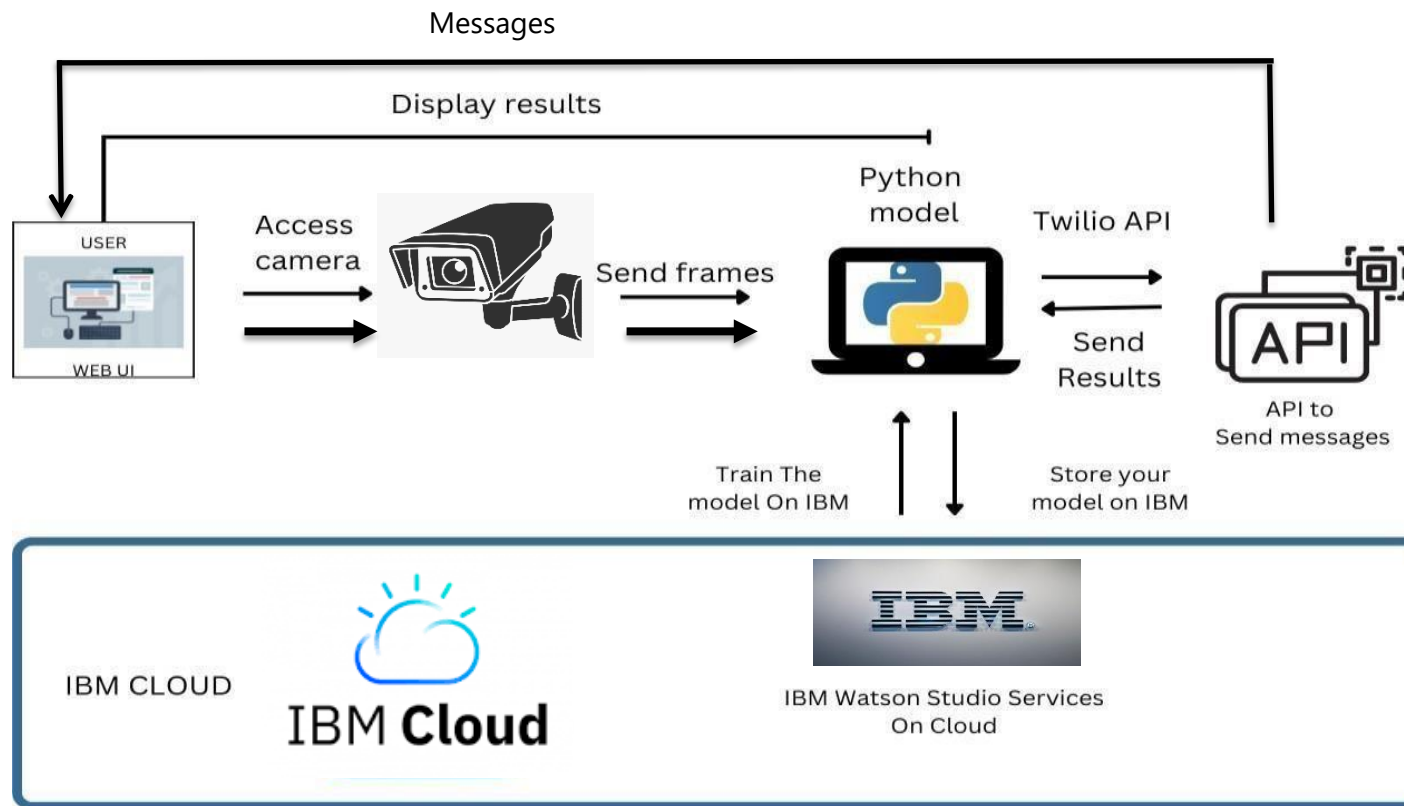 Messages
Display results
Python
model
Access
camera
Send frames
Twilio API
Send
Results
USER
WEB UI
API
API to
Send messages
Train The
model On IBM
Store your
model on IBM
IBM CLOUD
IBM Cloud
IBM
IBM Watson Studio Services
On Cloud